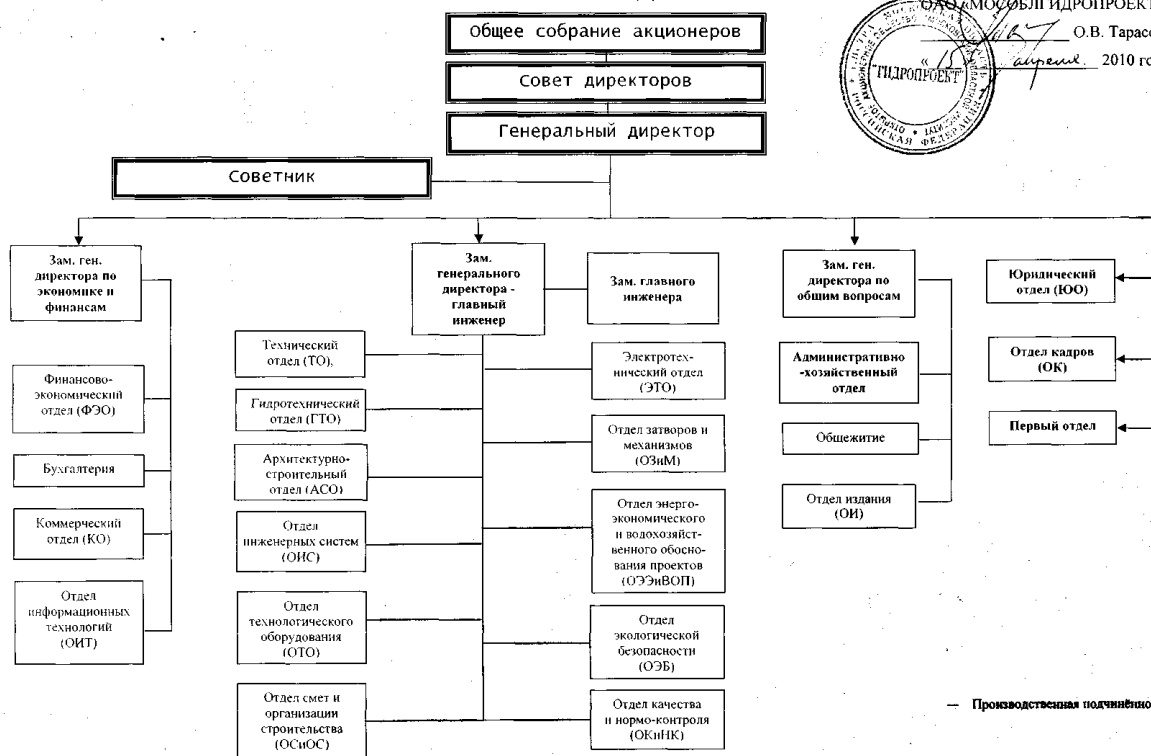 ОАО «МОСОБЛГИДРОПРОЕКТ
О.В. Тарасо
« 15 » апреля 2010 го
"ГИДРОПРОЕКТ"
Общее собрание акционеров
Совет директоров
Генеральный директор
Советник
Зам. ген.
директора по
экономике и
финансам
Финансово-
экономический
отдел (ФЭО)
Бухгалтерия
Коммерческий
отдел (КО)
Отдел
информационных
технологий
(ОИТ)
Зам.
генерального
директора -
главный
инженер
Зам. главного
инженера
Технический
отдел (ТО),
Гидротехнический
отдел (ГТО)
Архитектурно-
строительный
отдел (АСО)
Отдел
инженерных систем
(ОИС)
Отдел
технологического
оборудования
(ОТО)
Отдел смет и
организации
строительства
(ОСиОС)
Электротех-
нический отдел
(ЭТО)
Отдел затворов и
механизмов
(ОЗиМ)
Отдел энерго-
экономического
и водохозяйст-
венного обосно-
вания проектов
(ОЭЭиВОП)
Отдел
экологической
безопасности
(ОЭБ)
Отдел качества
и нормо-контроля
(ОКиНК)
Зам. ген.
директора по
общим вопросам
Административно
-хозяйственный
отдел
Общежитие
Отдел издания
(ОИ)
Юридический
отдел (ЮО)
Отдел кадров
(ОК)
Первый отдел
— Производственная подчинённо